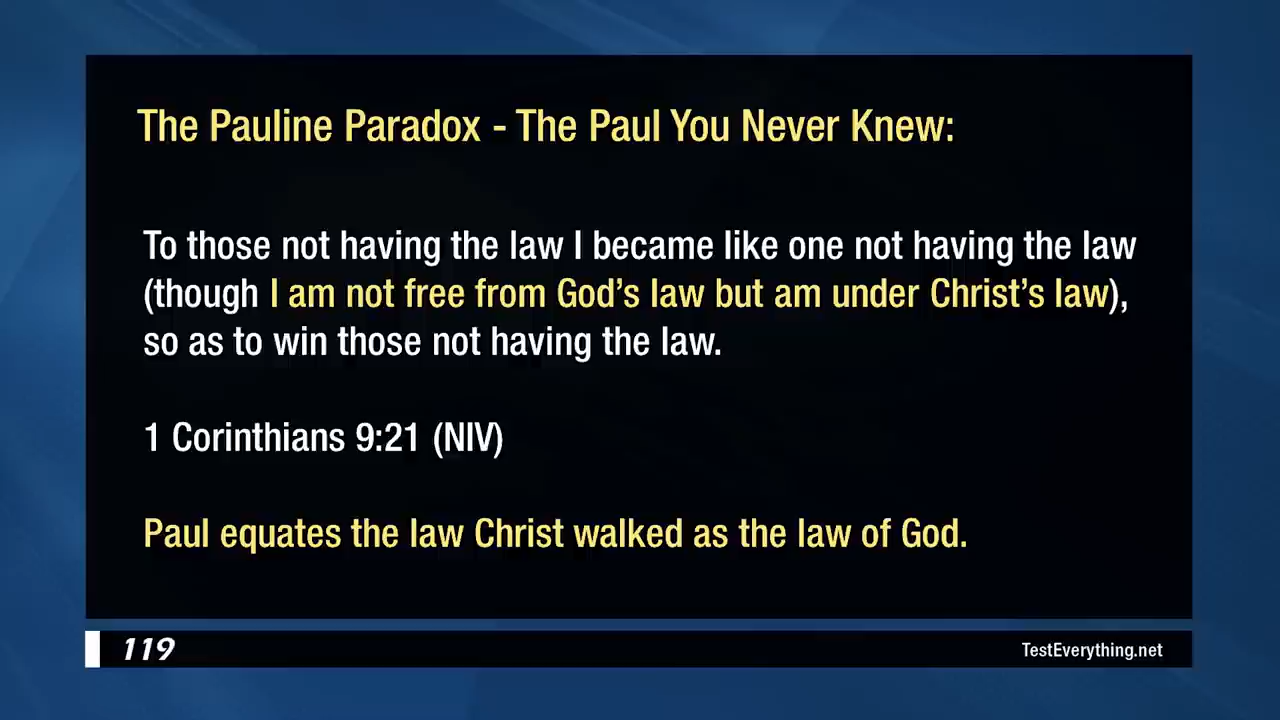 The Pauline Paradox - The Paul You Never Knew:
To those not having the law I became like one not having the law
(though I am not free from God's law but am under Christ's law),
so as to win those not having the law.
1 Corinthians 9:21 (NIV)
Paul equates the law Christ walked as the law of God.
119
TestEverything.net